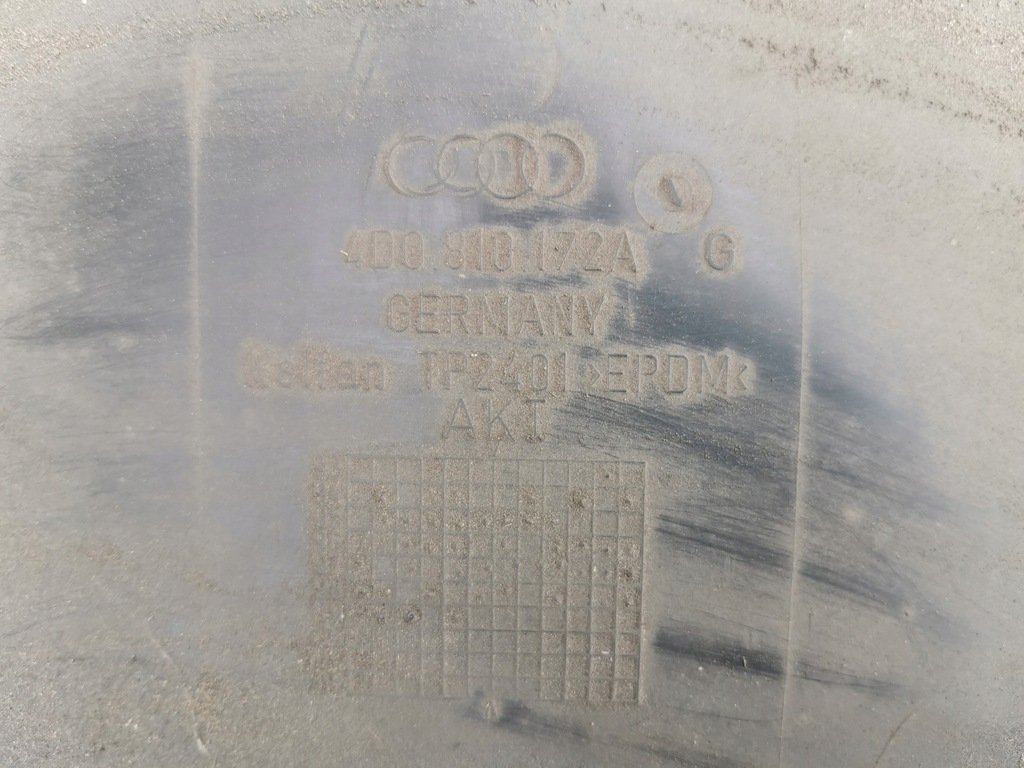 4D0 810 172A G
GERMANY
TP2401 >EPDM<
AKT